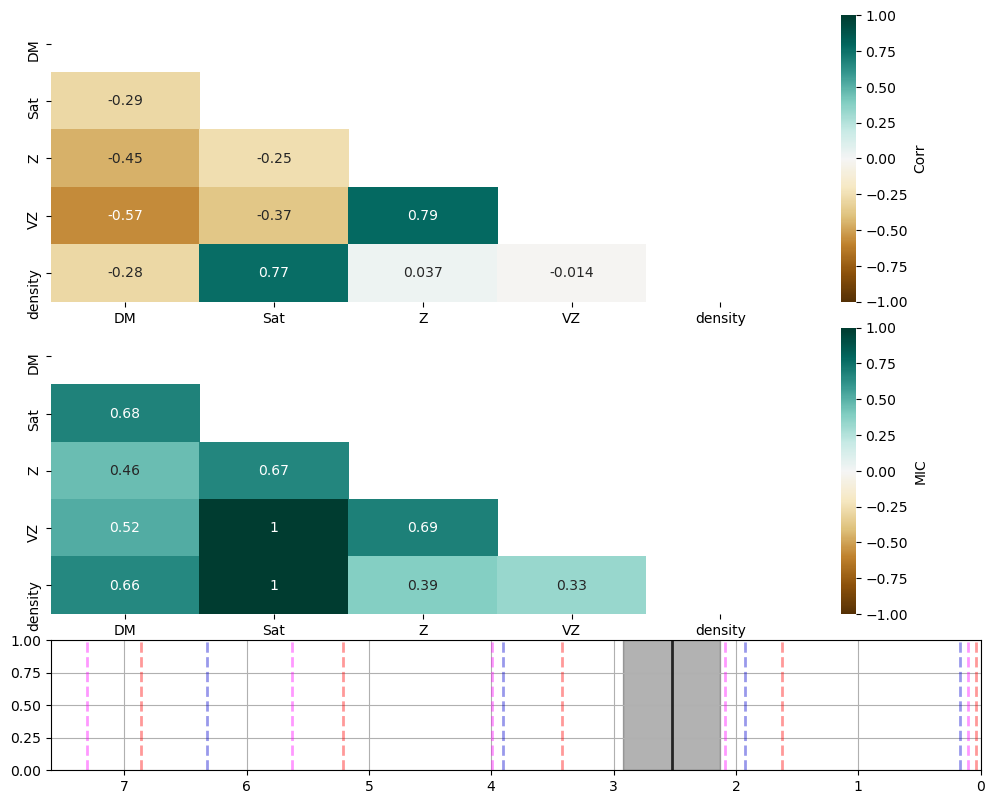 DM
Sat
-0.29
Z
-0.45 -0.25
VZ
-0.57 -0.37 0.79
density
-0.28 0.77 0.037 -0.014
DM Sat Z VZ density
1.00
0.75
0.50
0.25
0.00
−0.25
−0.50
−0.75
−1.00
Corr
DM
Sat
0.68
Z
0.46 0.67
VZ
0.52 1 0.69
density
0.66 1 0.39 0.33
DM Sat Z VZ density
1.00
0.75
0.50
0.25
0.00
−0.25
−0.50
−0.75
−1.00
MIC
1.00
0.75
0.50
0.25
0.00
7 6 5 4 3 2 1 0